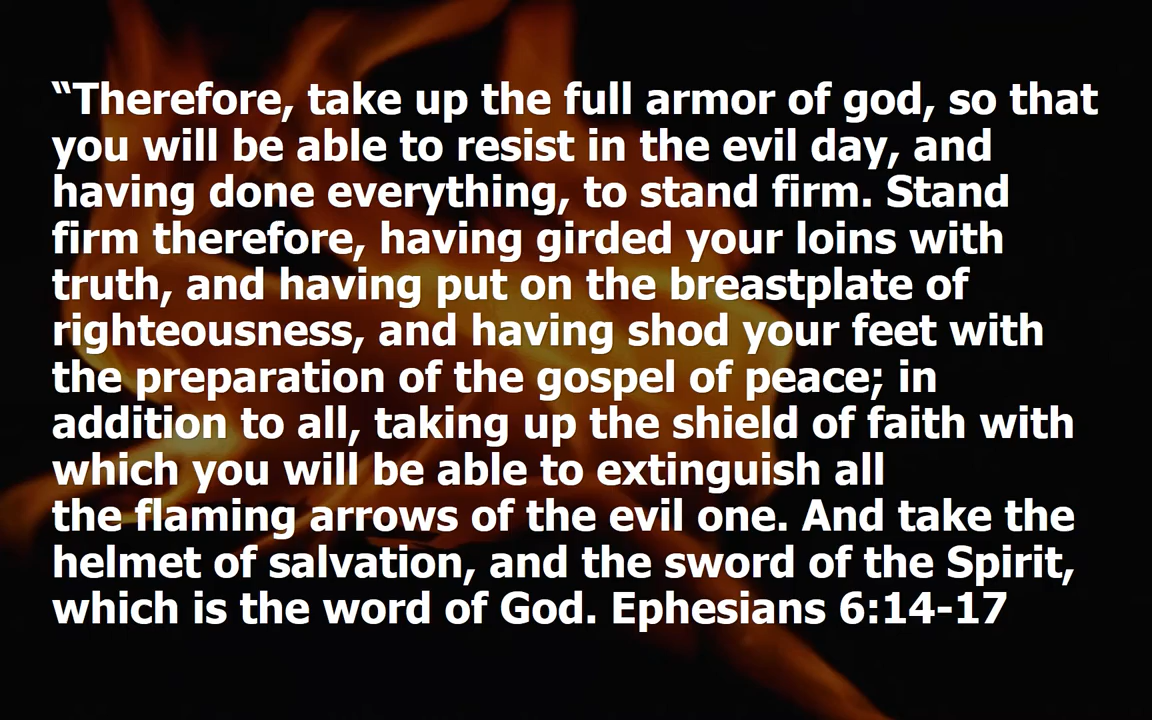 “Therefore, take up the full armor of god, so that
you will be able to resist in the evil day, and
having done everything, to stand firm. Stand
firm therefore, having girded your loins with
truth, and having put on the breastplate of
righteousness, and having shod your feet with
the preparation of the gospel of peace; in
addition to all, taking up the shield of faith with
which you will be able to extinguish all
the flaming arrows of the evil one. And take the
helmet of salvation, and the sword of the Spirit,
which is the word of God. Ephesians 6:14-17